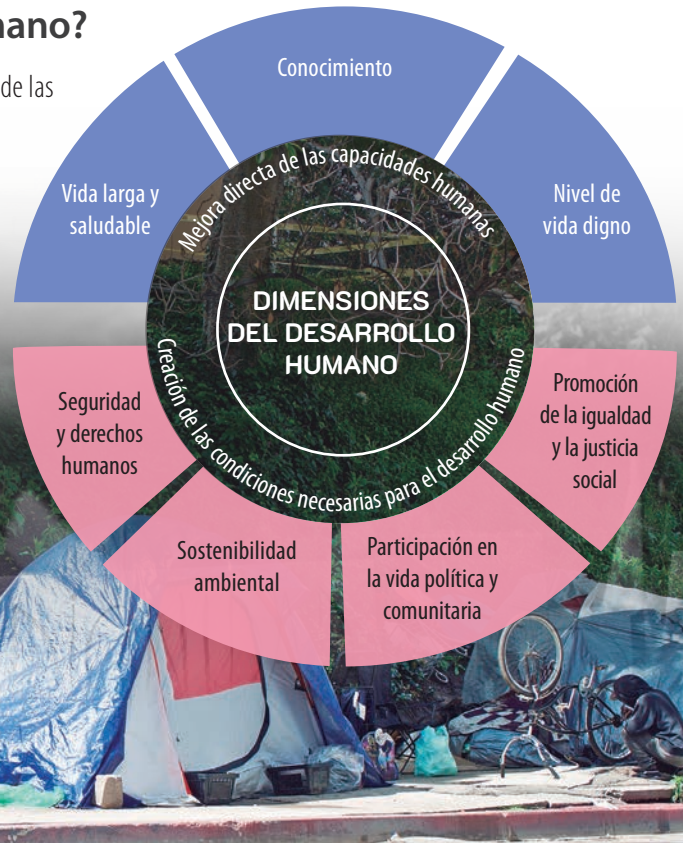 mano?
de las
Conocimiento
Vida larga y
saludable
Nivel de
vida digno
Mejora directa de las capacidades humanas
DIMENSIONES
DEL DESARROLLO
HUMANO
Creación de las condiciones necesarias para el desarrollo humano
Seguridad
y derechos
humanos
Sostenibilidad
ambiental
Participación en
la vida política y
comunitaria
Promoción
de la igualdad
y la justicia
social